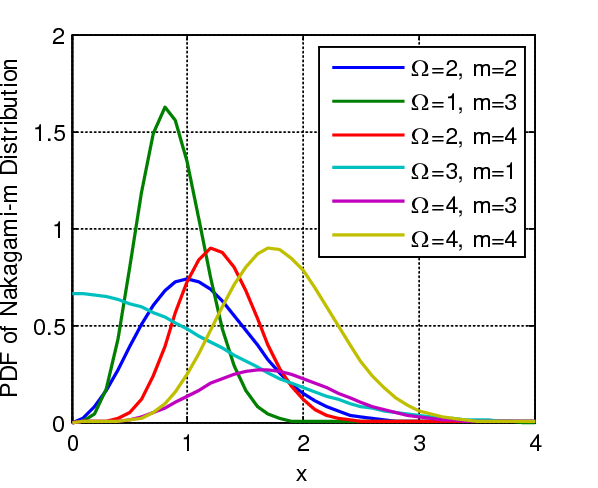 PDF of Nakagami-m Distribution
2
1.5
1
0.5
0
0 1 2 3 4
x
Ω=2, m=2
Ω=1, m=3
Ω=2, m=4
Ω=3, m=1
Ω=4, m=3
Ω=4, m=4